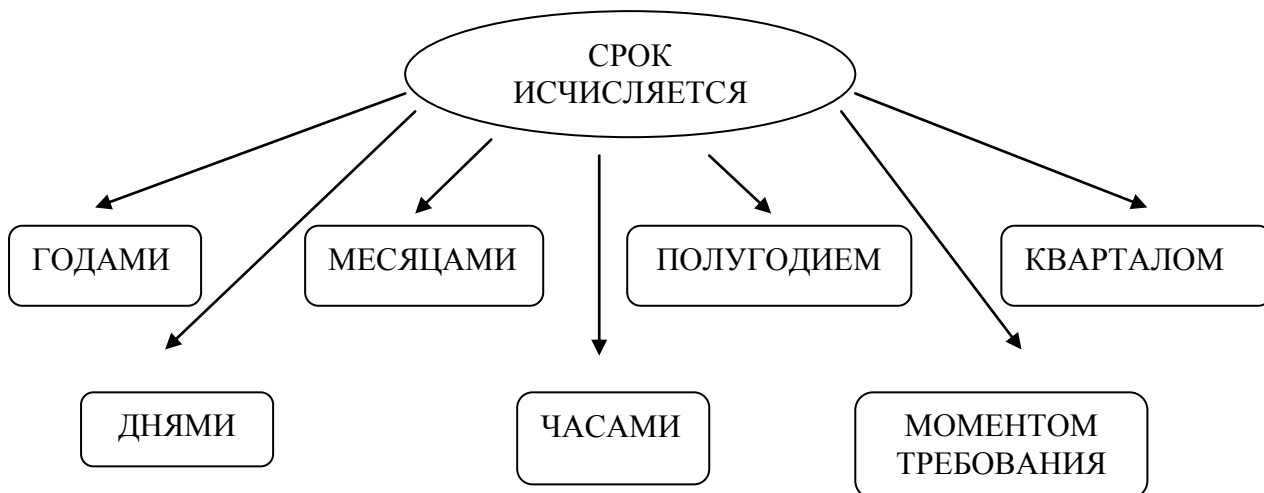 СРОК
ИСЧИСЛЯЕТСЯ
ГОДАМИ
МЕСЯЦАМИ
ПОЛУГОДИЕМ
КВАРТАЛОМ
ДНЯМИ
ЧАСАМИ
МОМЕНТОМ
ТРЕБОВАНИЯ